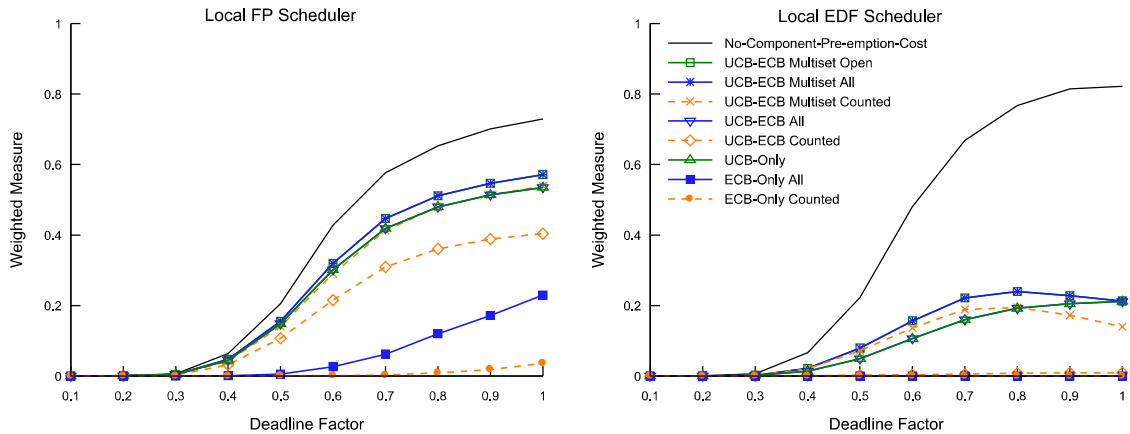 Local FP Scheduler
1
0.8
0.6
0.4
0.2
0
Weighted Measure
0.1 0.2 0.3 0.4 0.5 0.6 0.7 0.8 0.9 1
Deadline Factor
Local EDF Scheduler
1
0.8
0.6
0.4
0.2
0
Weighted Measure
No-Component-Pre-emption-Cost
UCB-ECB Multiset Open
UCB-ECB Multiset All
UCB-ECB Multiset Counted
UCB-ECB All
UCB-ECB Counted
UCB-Only
ECB-Only All
ECB-Only Counted
0.1 0.2 0.3 0.4 0.5 0.6 0.7 0.8 0.9 1
Deadline Factor